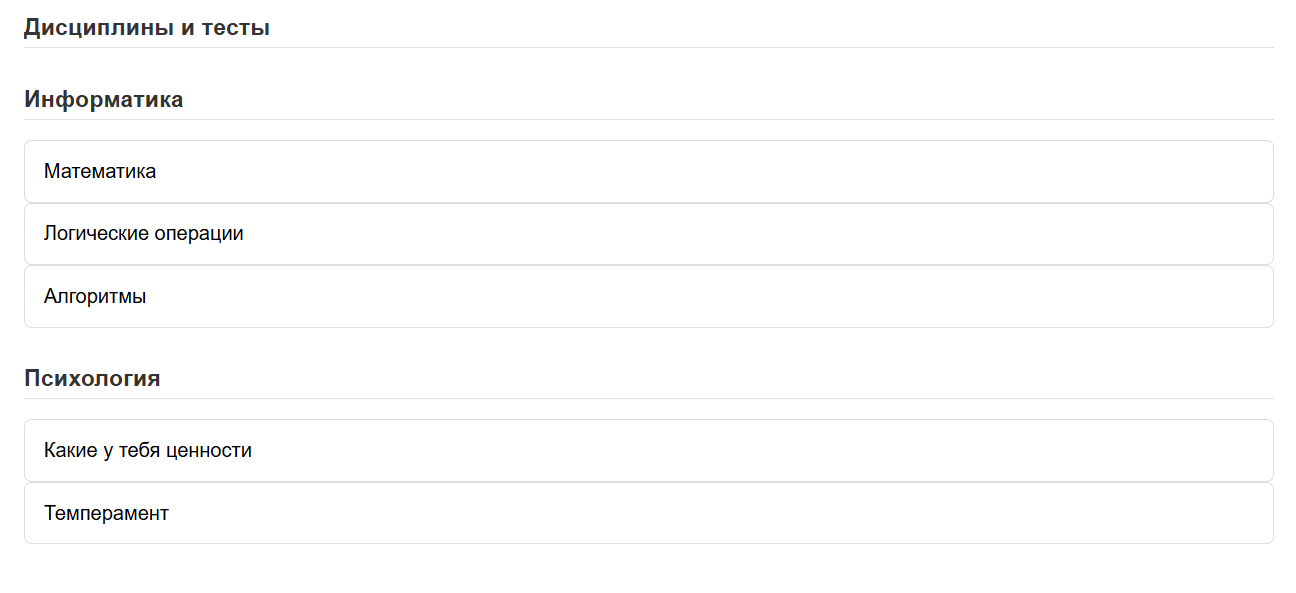 Дисциплины и тесты
Информатика
Математика
Логические операции
Алгоритмы
Психология
Какие у тебя ценности
Темперамент